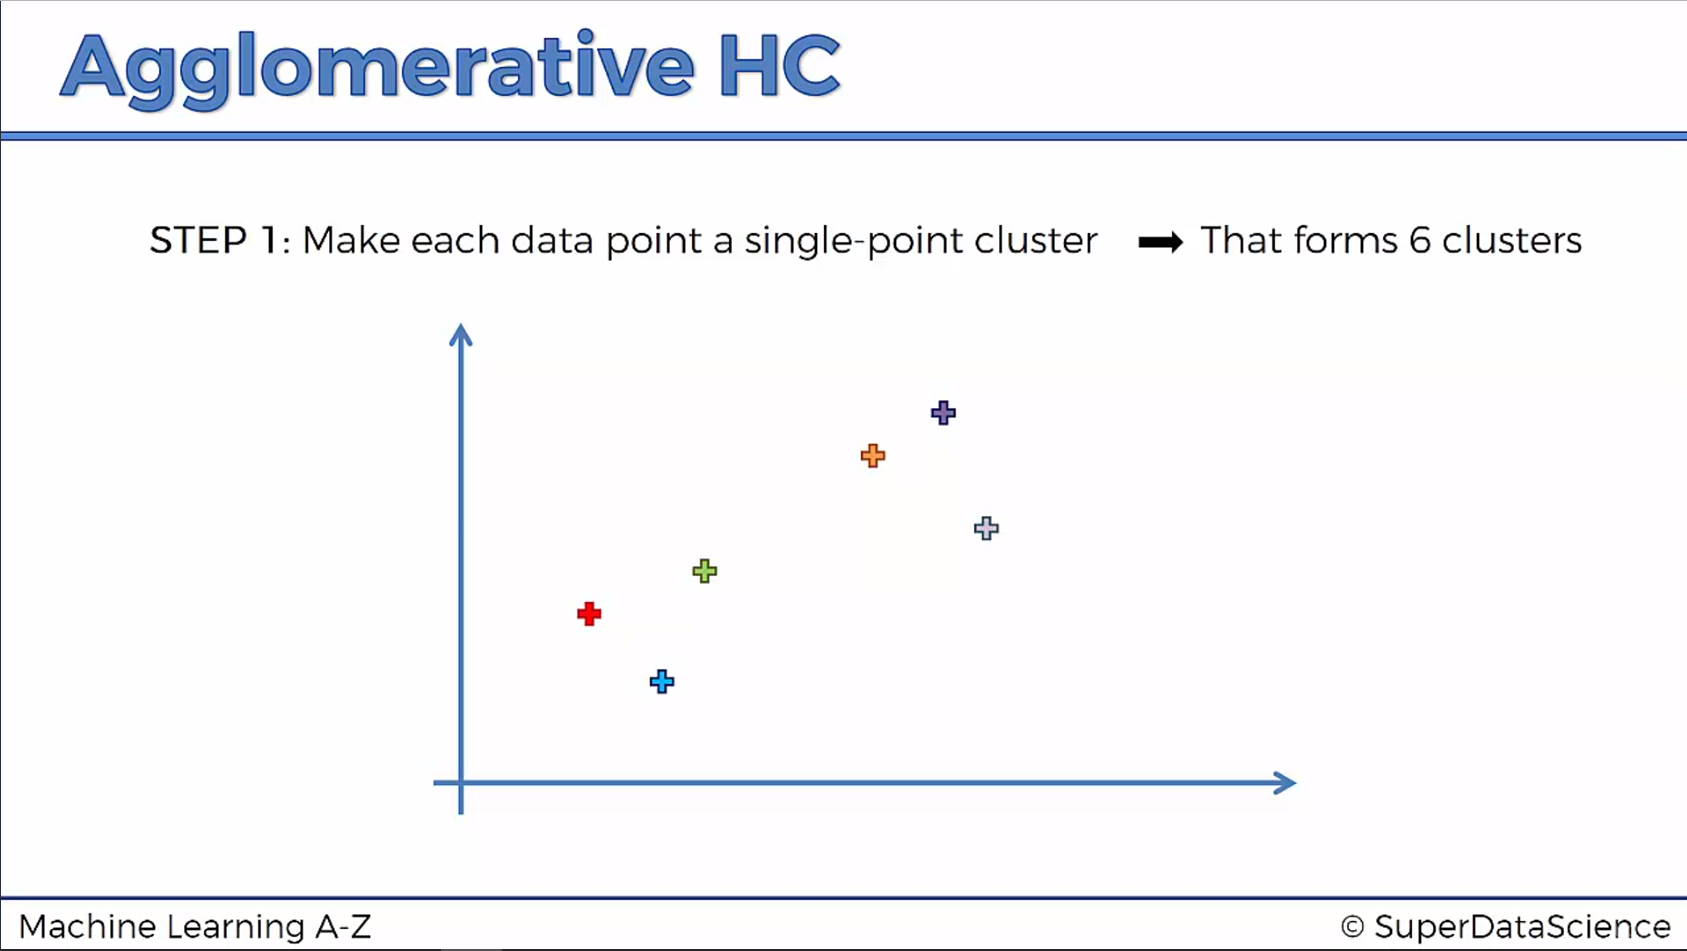 Agglomerative HC
STEP 1: Make each data point a single-point cluster ➡ That forms 6 clusters
Machine Learning A-Z
© SuperDataScience